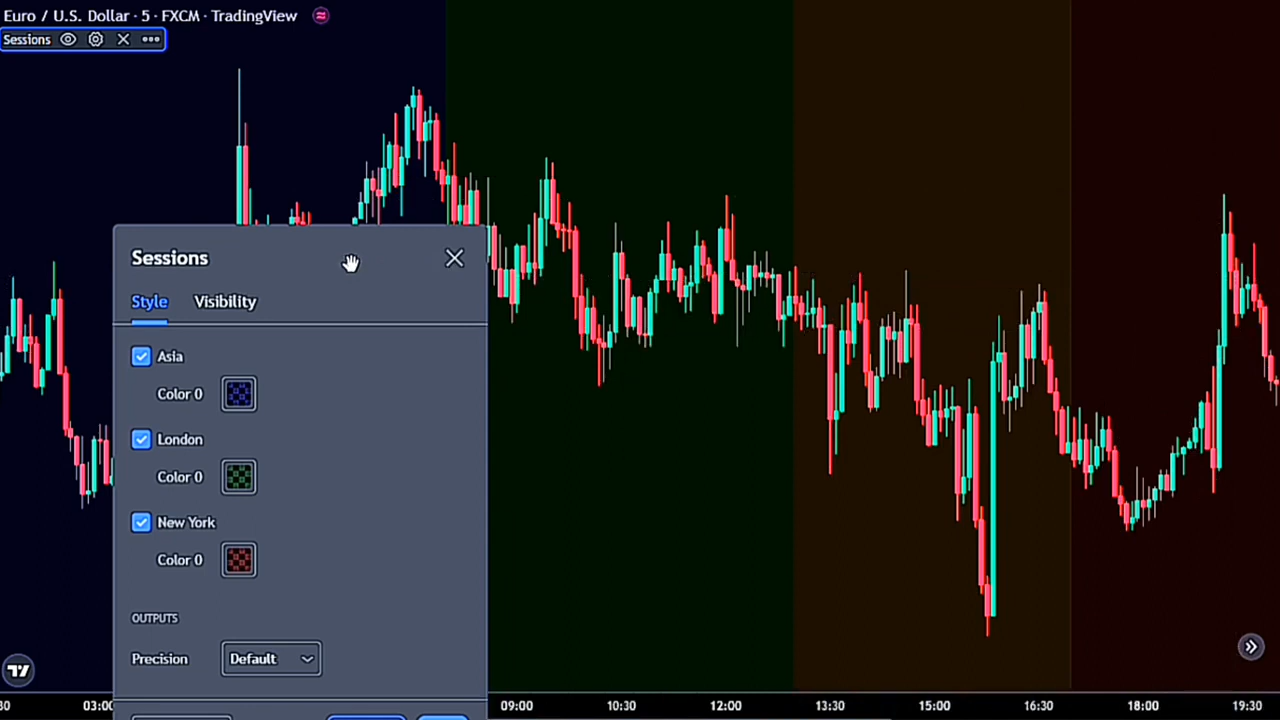 Euro / U.S. Dollar · 5 · FXCM · TradingView
Sessions
Sessions
Style Visibility
Asia
Color 0
London
Color 0
New York
Color 0
OUTPUTS
Precision Default
03:00 09:00 10:30 12:00 13:30 15:00 16:30 18:00 19:30